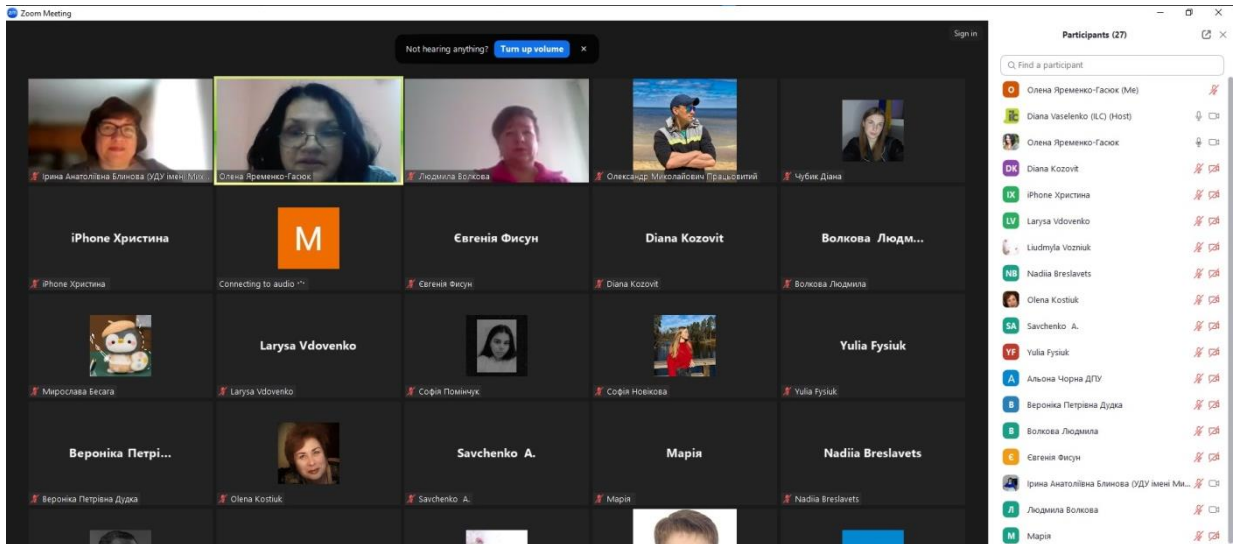 Zoom Meeting
Sign in
Not hearing anything? Turn up volume
Ірина Анатоліївна Блинова (УДУ імені Мих...
Олена Яременко-Гасюк
Людмила Волкова
Олександр Миколайович Працьовитий
Чубик Діана
iPhone Христина
M
Євгенія Фисун
Diana Kozovit
Волкова Людм...
iPhone Христина
Connecting to audio
Євгенія Фисун
Diana Kozovit
Волкова Людмила
Larysa Vdovenko
Yulia Fysiuk
Мирослава Бесага
Larysa Vdovenko
Софія Помінчук
Софія Новікова
Yulia Fysiuk
Вероніка Петрі...
Savchenko A.
Марія
Nadiia Breslavets
Вероніка Петрівна Дудка
Olena Kostiuk
Savchenko A.
Марія
Nadiia Breslavets
Participants (27)
Find a participant
О Олена Яременко-Гасюк (Me)
Diana Vaselenko (ILC) (Host)
Олена Яременко-Гасюк
DK Diana Kozovit
IX iPhone Христина
LV Larysa Vdovenko
Liudmyla Vozniuk
NB Nadiia Breslavets
Olena Kostiuk
SA Savchenko A.
YF Yulia Fysiuk
А Альона Чорна ДПУ
В Вероніка Петрівна Дудка
В Волкова Людмила
Є Євгенія Фисун
Ірина Анатоліївна Блинова (УДУ імені Ми...
Л Людмила Волкова
М Марія